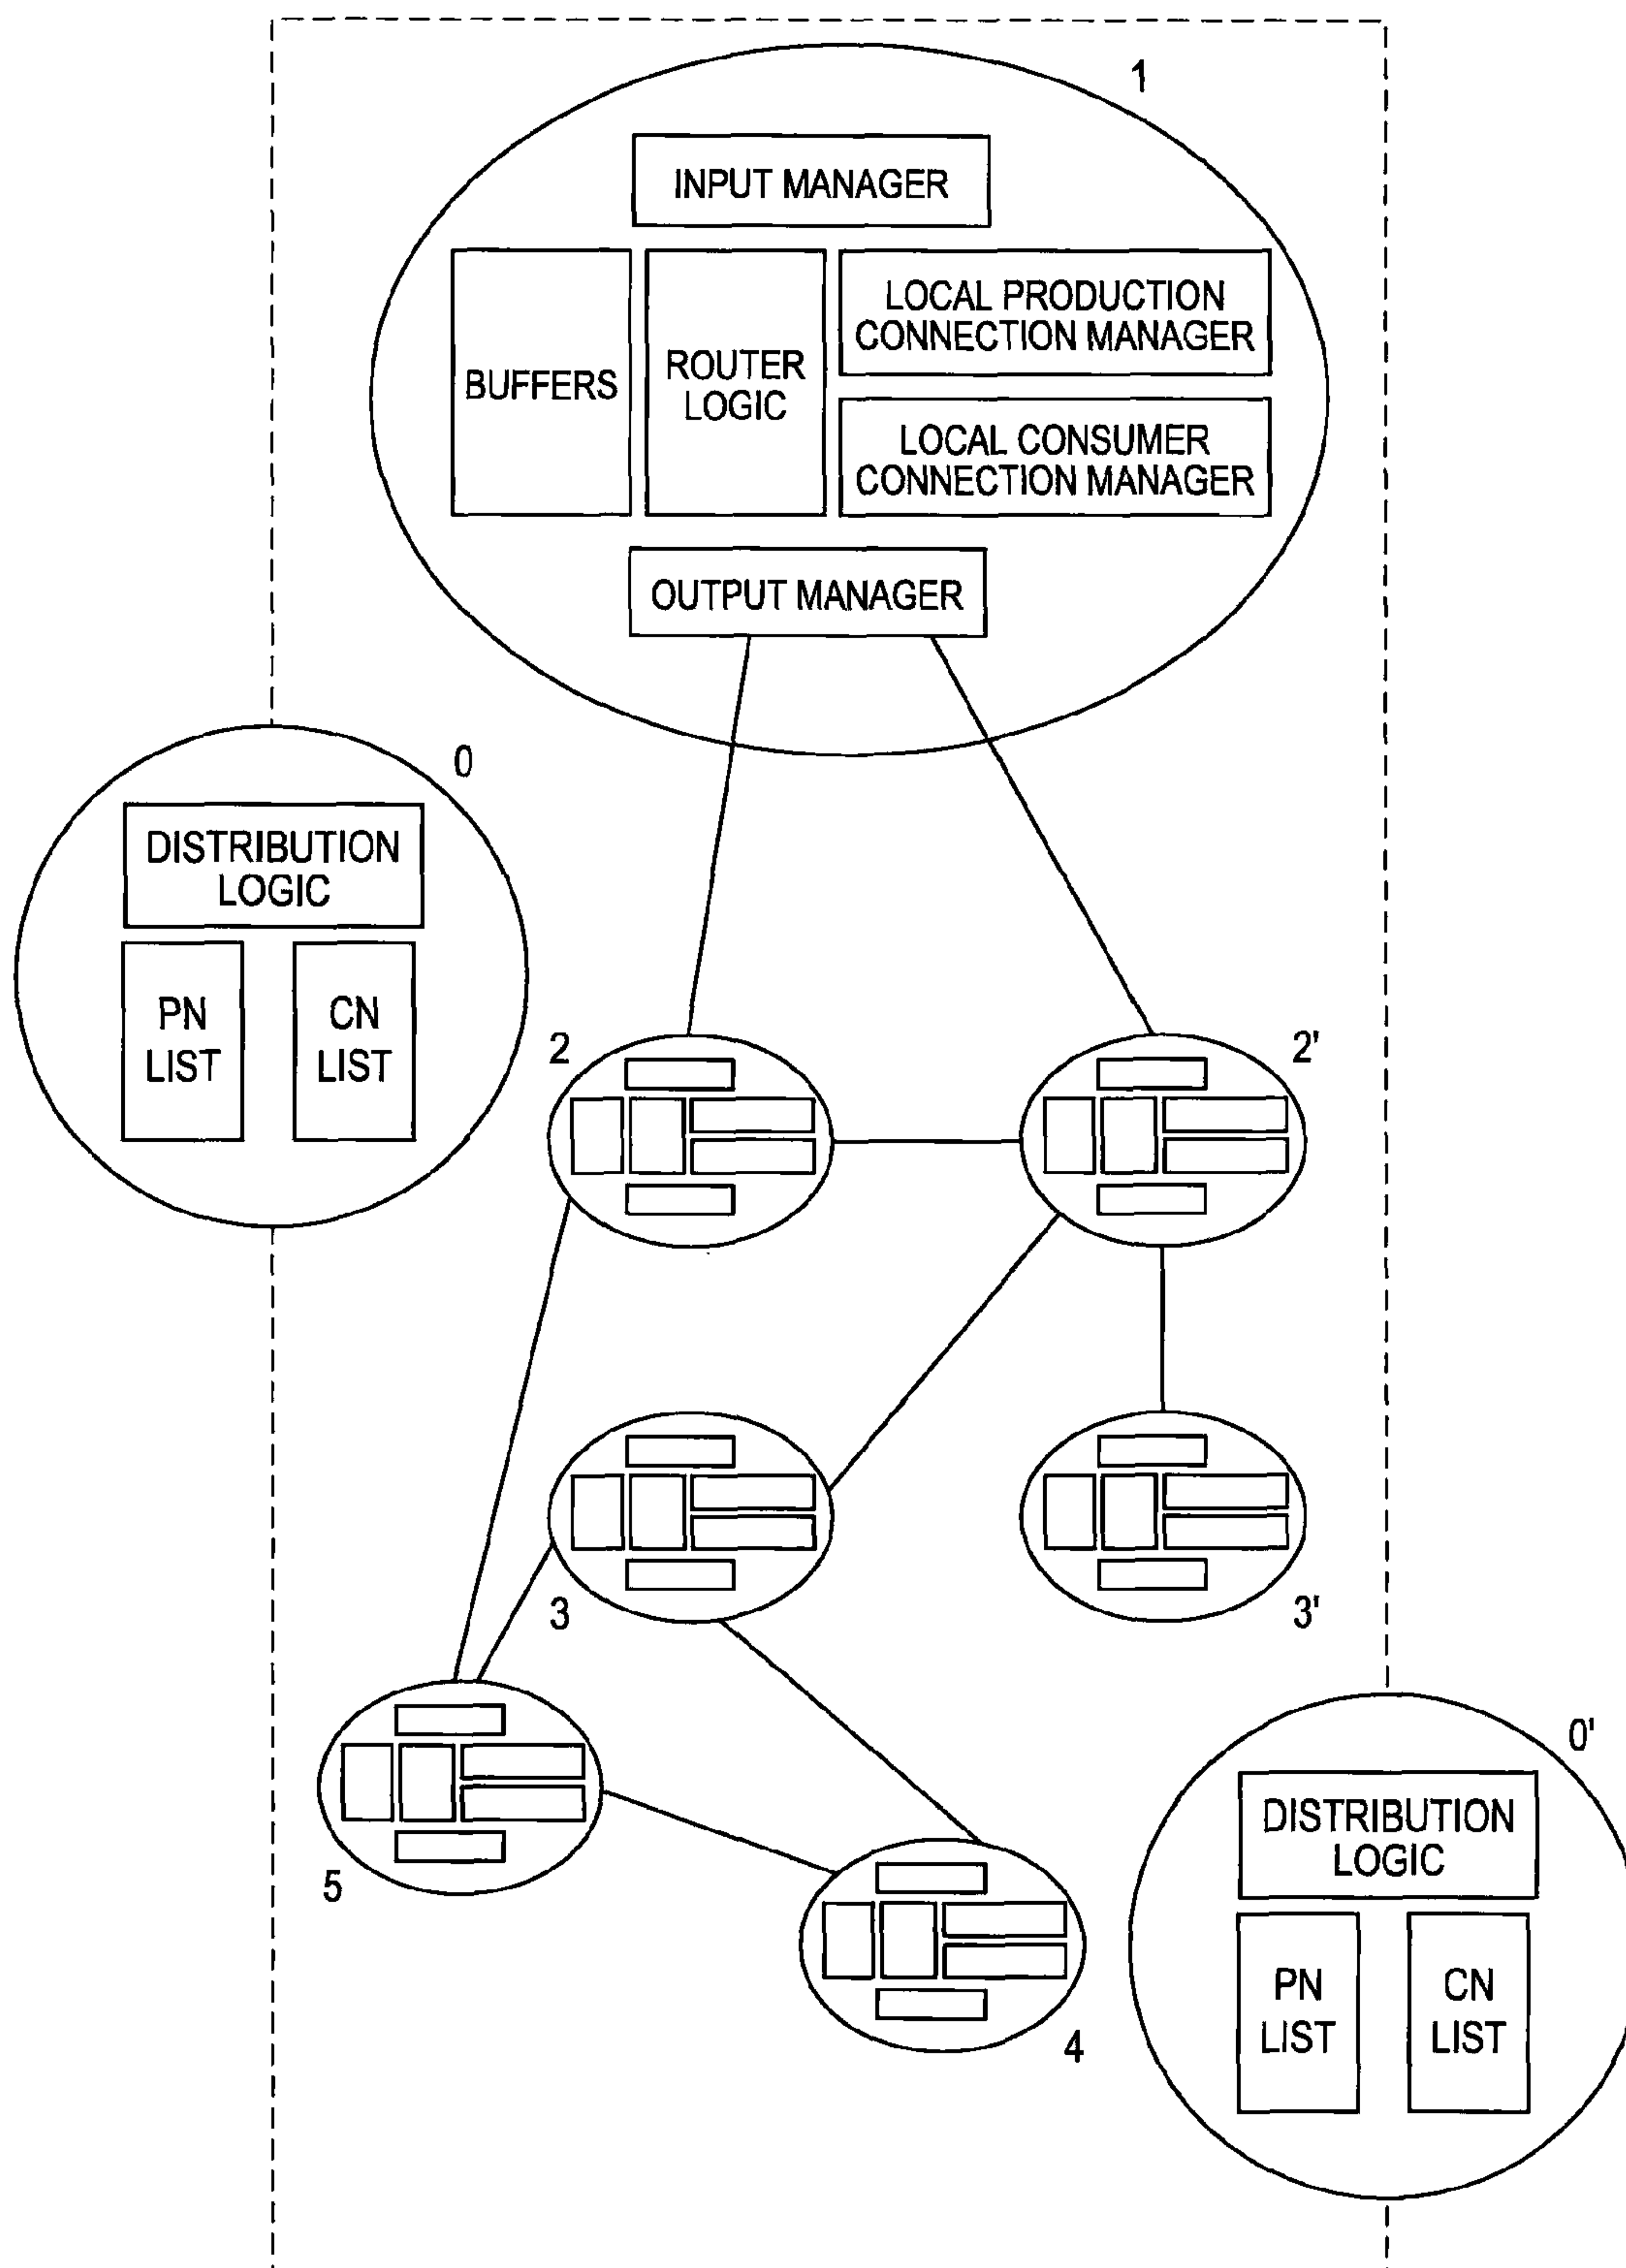 1
INPUT MANAGER
BUFFERS
ROUTER
LOGIC
LOCAL PRODUCTION
CONNECTION MANAGER
LOCAL CONSUMER
CONNECTION MANAGER
OUTPUT MANAGER
0
DISTRIBUTION
LOGIC
PN
LIST
CN
LIST
2
2'
3
3'
5
4
0'
DISTRIBUTION
LOGIC
PN
LIST
CN
LIST